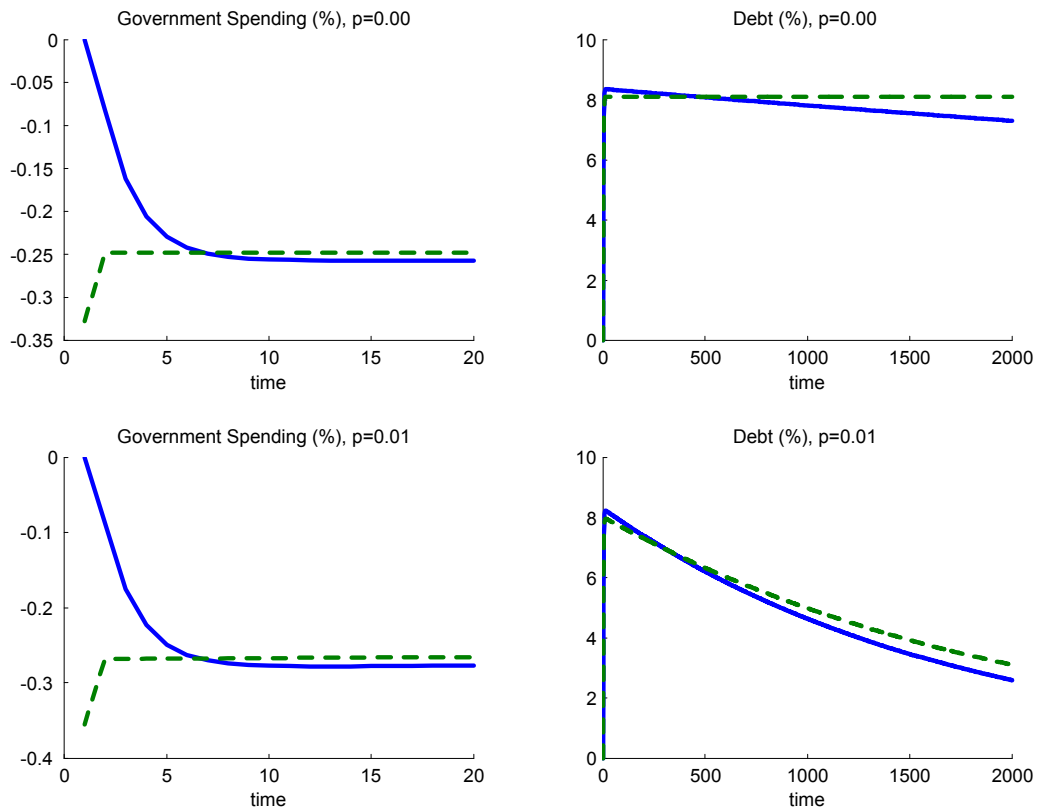 Government Spending (%), p=0.00
0
-0.05
-0.1
-0.15
-0.2
-0.25
-0.3
-0.35
0 5 10 15 20
time
Debt (%), p=0.00
10
8
6
4
2
0
0 500 1000 1500 2000
time
Government Spending (%), p=0.01
0
-0.1
-0.2
-0.3
-0.4
0 5 10 15 20
time
Debt (%), p=0.01
10
8
6
4
2
0
0 500 1000 1500 2000
time